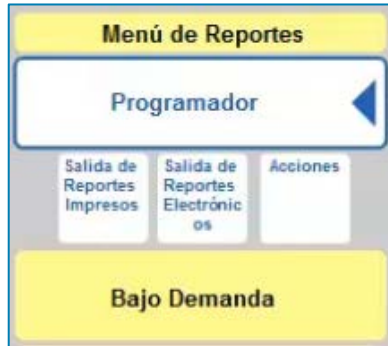 Menú de Reportes
Programador
Salida de
Reportes
Impresos
Salida de
Reportes
Electrónic
os
Acciones
Bajo Demanda